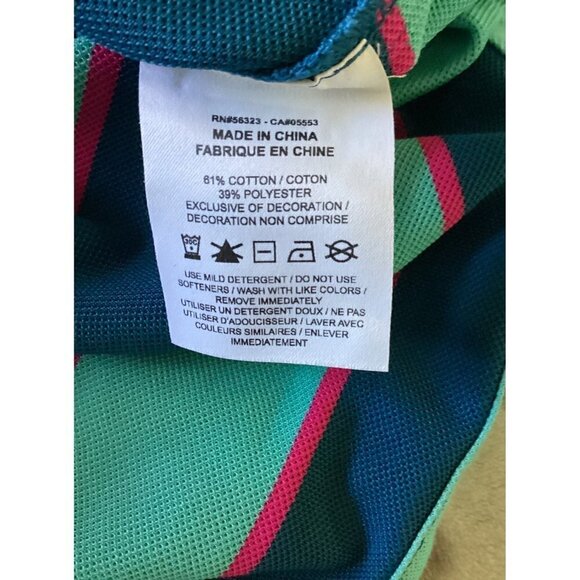 RN#56323 - CA#05553
MADE IN CHINA
FABRIQUE EN CHINE
61% COTTON / COTON
39% POLYESTER
EXCLUSIVE OF DECORATION /
DECORATION NON COMPRISE
30C
USE MILD DETERGENT / DO NOT USE
SOFTENERS / WASH WITH LIKE COLORS /
REMOVE IMMEDIATELY
UTILISER UN DETERGENT DOUX / NE PAS
UTILISER D'ADOUCISSEUR / LAVER AVEC
COULEURS SIMILAIRES / ENLEVER
IMMEDIATEMENT